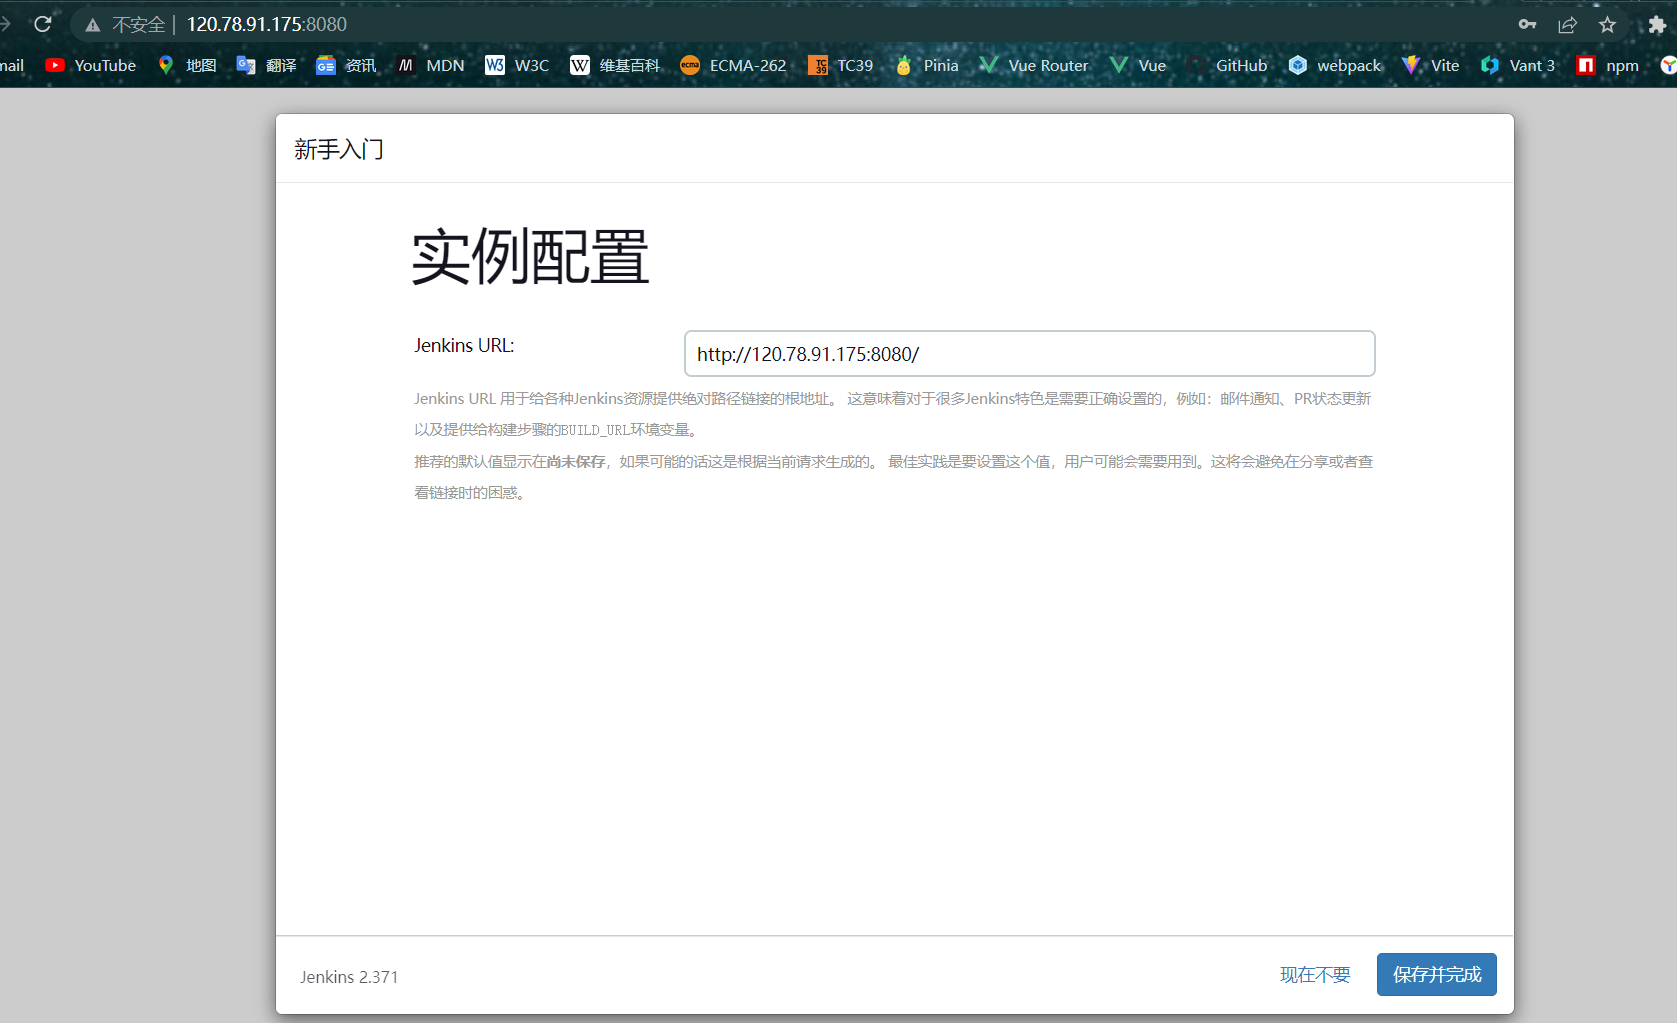 不安全 | 120.78.91.175:8080
mail YouTube 地图 翻译 资讯 MDN W3C 维基百科 ECMA-262 TC39 Pinia Vue Router Vue GitHub webpack Vite Vant 3 npm
新手入门
实例配置
Jenkins URL: http://120.78.91.175:8080/
Jenkins URL 用于给各种Jenkins资源提供绝对路径链接的根地址。 这意味着对于很多Jenkins特色是需要正确设置的，例如：邮件通知、PR状态更新
以及提供给构建步骤的BUILD_URL环境变量。
推荐的默认值显示在尚未保存，如果可能的话这是根据当前请求生成的。 最佳实践是要设置这个值，用户可能会需要用到。这将会避免在分享或者查
看链接时的困惑。
Jenkins 2.371 现在不要 保存并完成